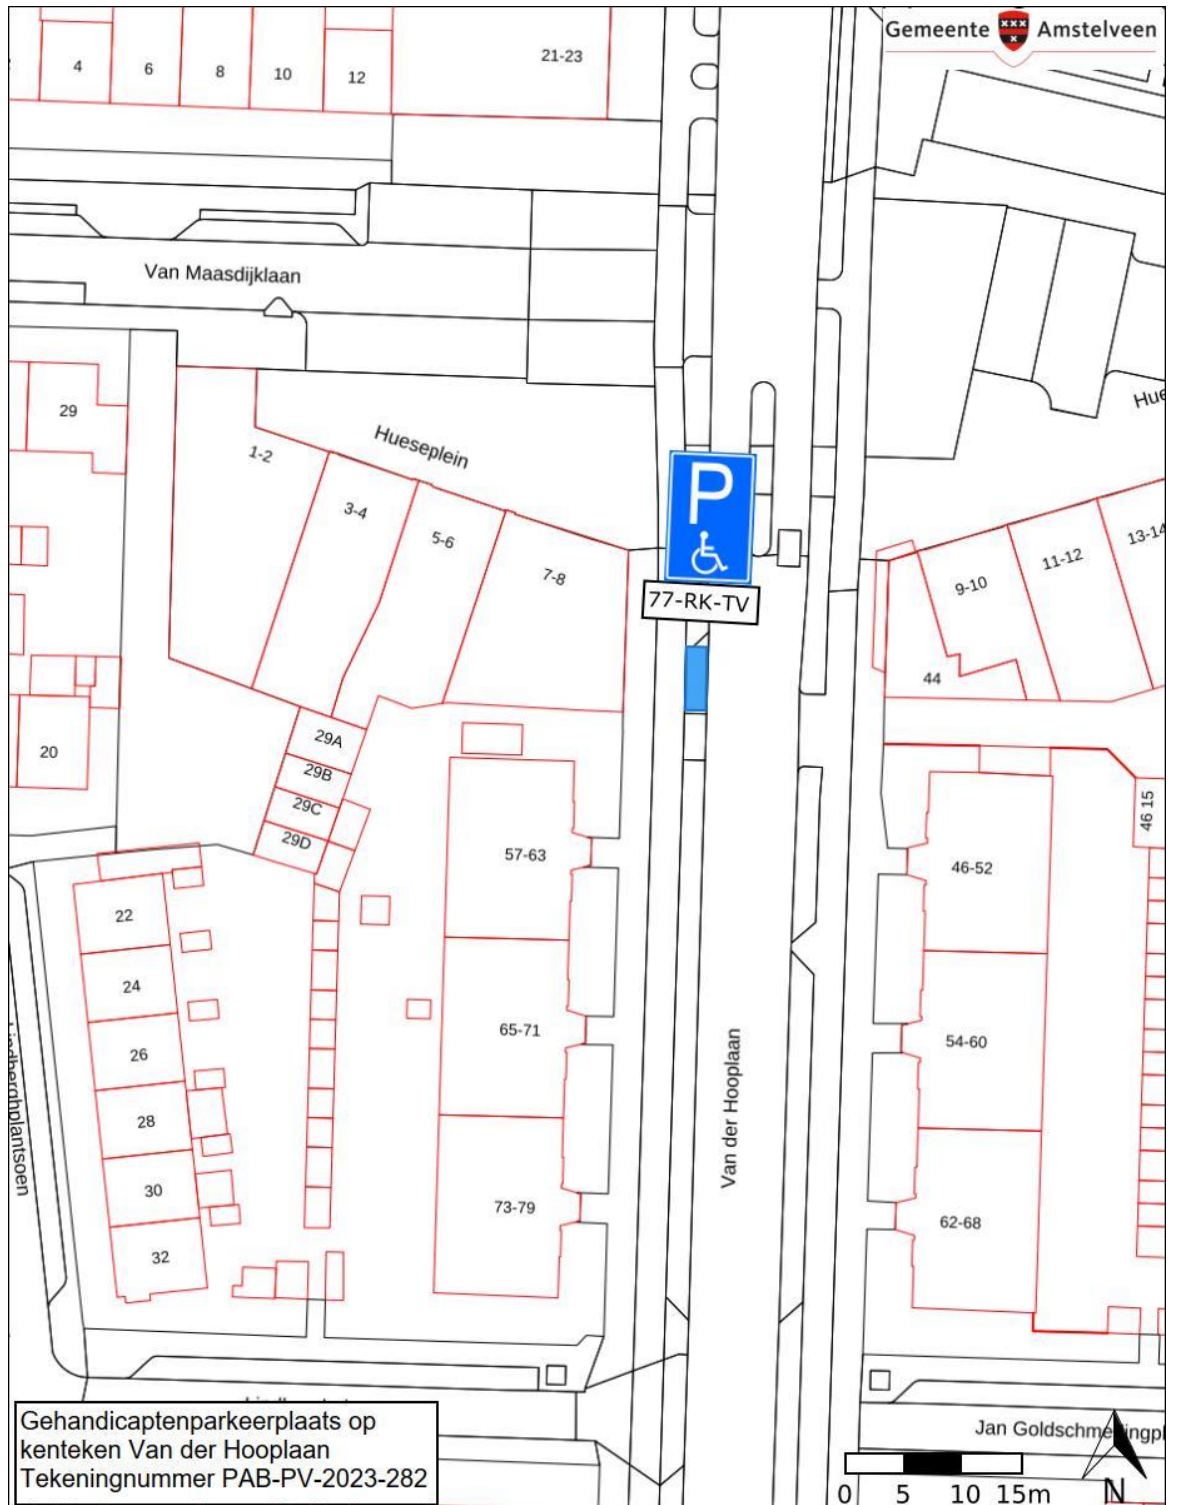 Gemeente Amstelveen
4
6
8
10
12
21-23
Van Maasdijklaan
29
1-2
Hueseplein
3-4
5-6
7-8
P
77-RK-TV
9-10
11-12
13-14
44
20
29A
29B
29C
29D
57-63
46-52
46 15
22
24
26
28
30
32
65-71
54-60
73-79
62-68
Van der Hooplaan
Lindberghplantsoen
Gehandicaptenparkeerplaats op
kenteken Van der Hooplaan
Tekeningnummer PAB-PV-2023-282
0 5 10 15m
N